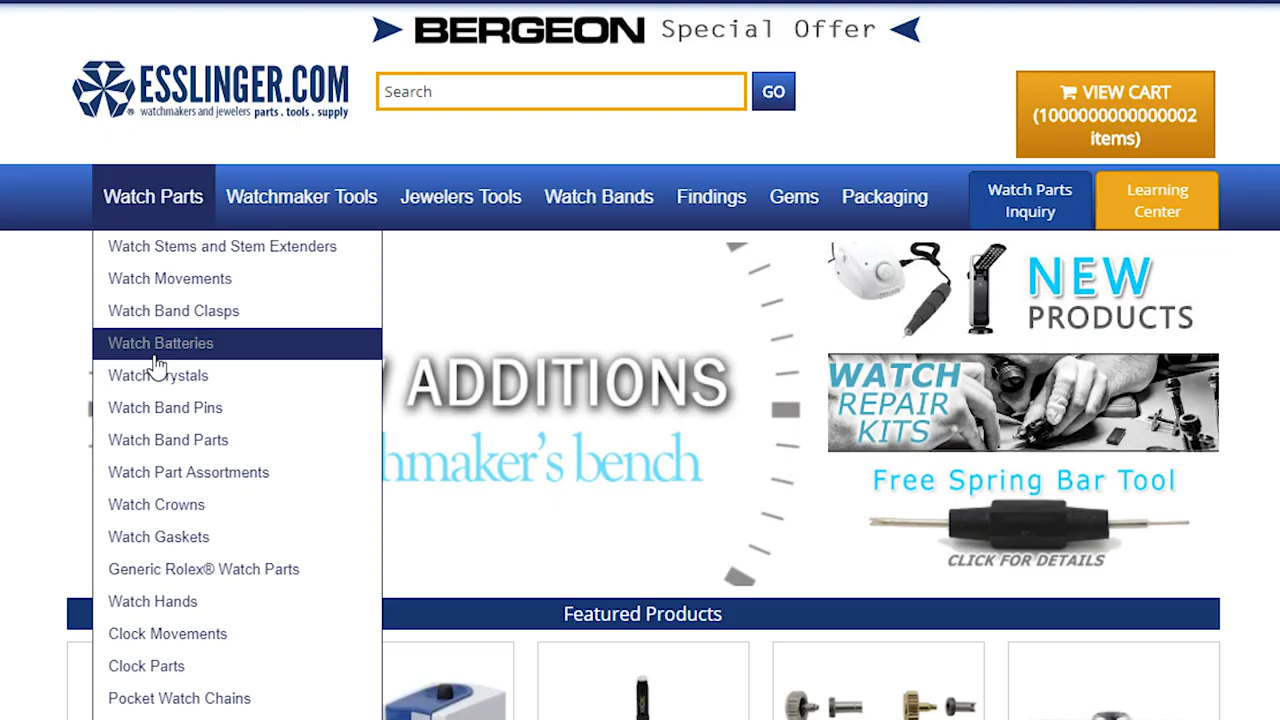 BERGEON Special Offer
ESSLINGER.COM
watchmakers and jewelers parts . tools . supply
Search
GO
VIEW CART
(1000000000000002
items)
Watch Parts
Watchmaker Tools
Jewelers Tools
Watch Bands
Findings
Gems
Packaging
Watch Parts
Inquiry
Learning
Center
Watch Stems and Stem Extenders
Watch Movements
Watch Band Clasps
Watch Batteries
Watch Crystals
Watch Band Pins
Watch Band Parts
Watch Part Assortments
Watch Crowns
Watch Gaskets
Generic Rolex® Watch Parts
Watch Hands
Clock Movements
Clock Parts
Pocket Watch Chains
ADDITIONS
hmaker's bench
NEW
PRODUCTS
WATCH
REPAIR
KITS
Free Spring Bar Tool
CLICK FOR DETAILS
Featured Products